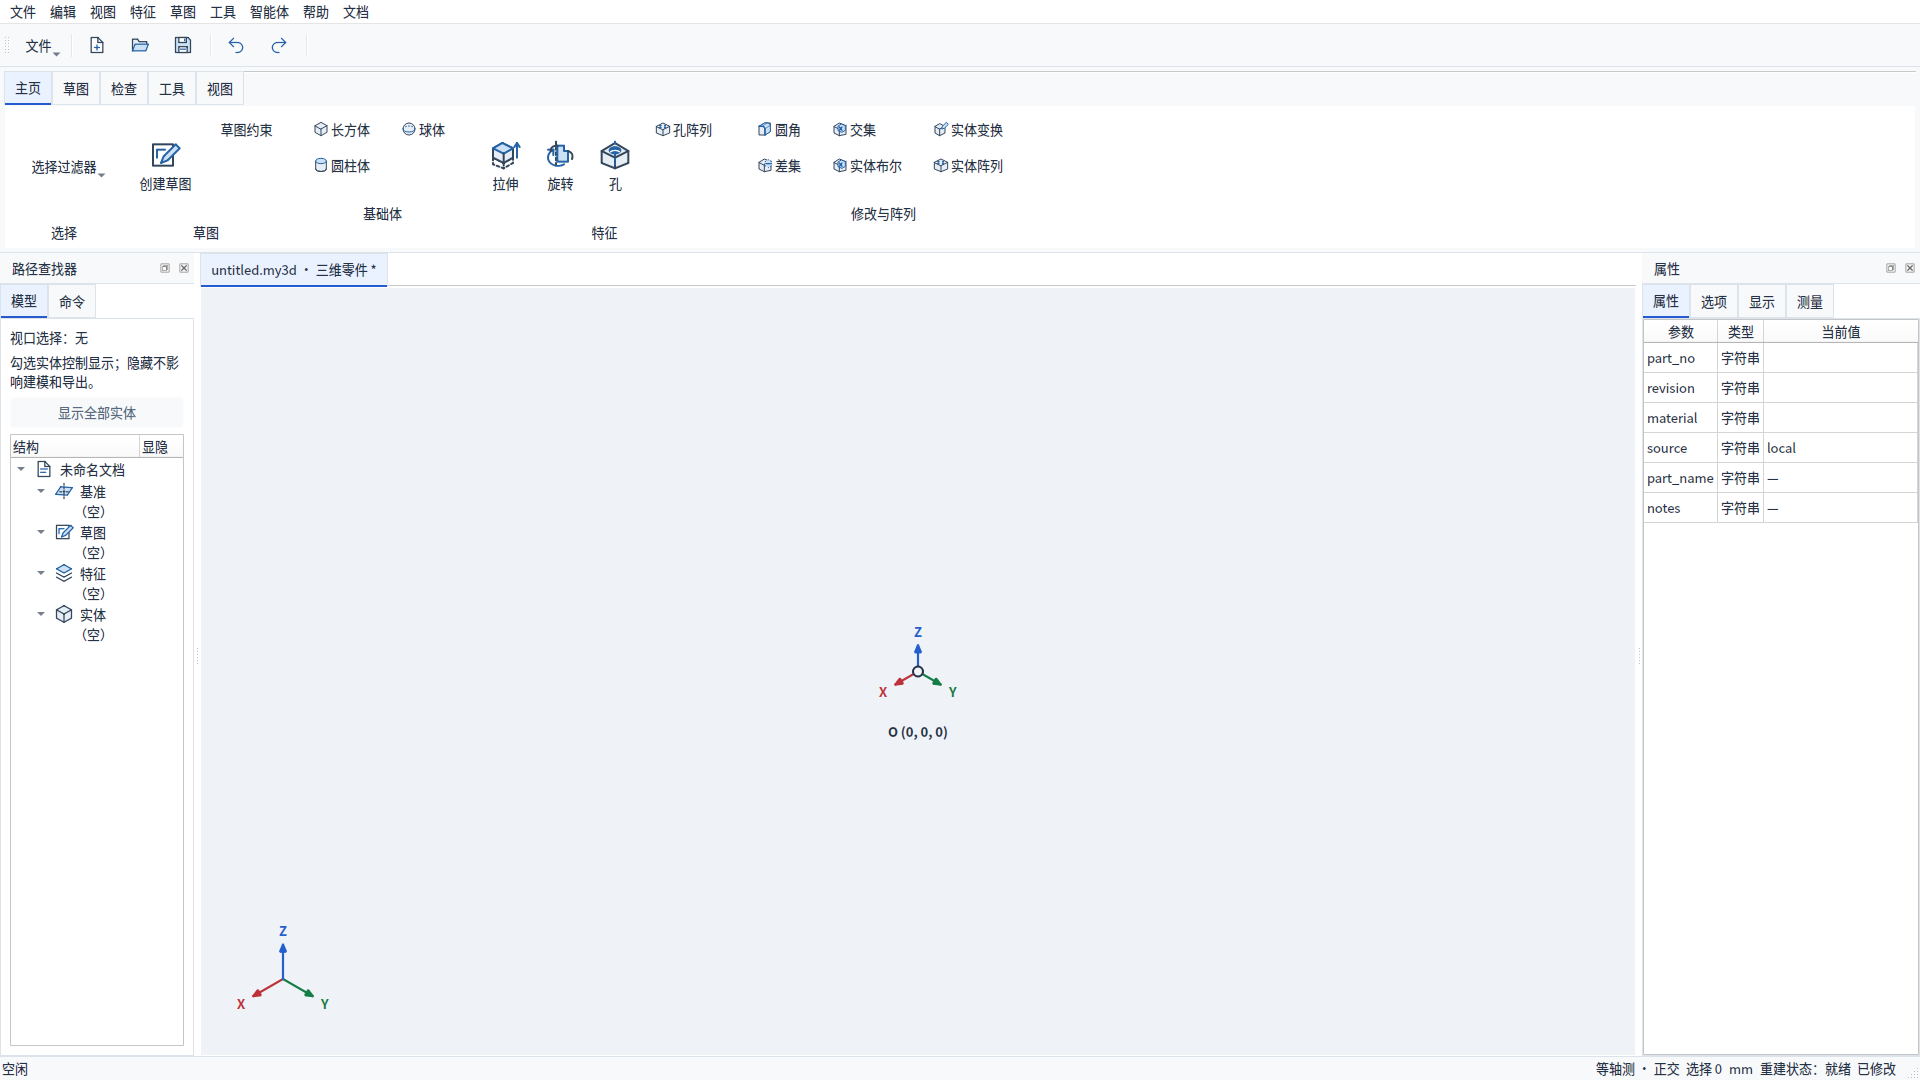 文件 编辑 视图 特征 草图 工具 智能体 帮助 文档
文件
主页 草图 检查 工具 视图
选择过滤器
选择
创建草图
草图约束
草图
长方体 球体
圆柱体
基础体
拉伸 旋转 孔
孔阵列
特征
圆角 交集 实体变换
差集 实体布尔 实体阵列
修改与阵列
路径查找器
模型 命令
视口选择：无
勾选实体控制显示；隐藏不影
响建模和导出。
显示全部实体
结构 显隐
未命名文档
基准
（空）
草图
（空）
特征
（空）
实体
（空）
untitled.my3d · 三维零件 *
Z
X Y
O (0, 0, 0)
Z
X Y
属性
属性 选项 显示 测量
参数 类型 当前值
part_no 字符串
revision 字符串
material 字符串
source 字符串 local
part_name 字符串 —
notes 字符串 —
空闲
等轴测 · 正交 选择 0 mm 重建状态：就绪 已修改